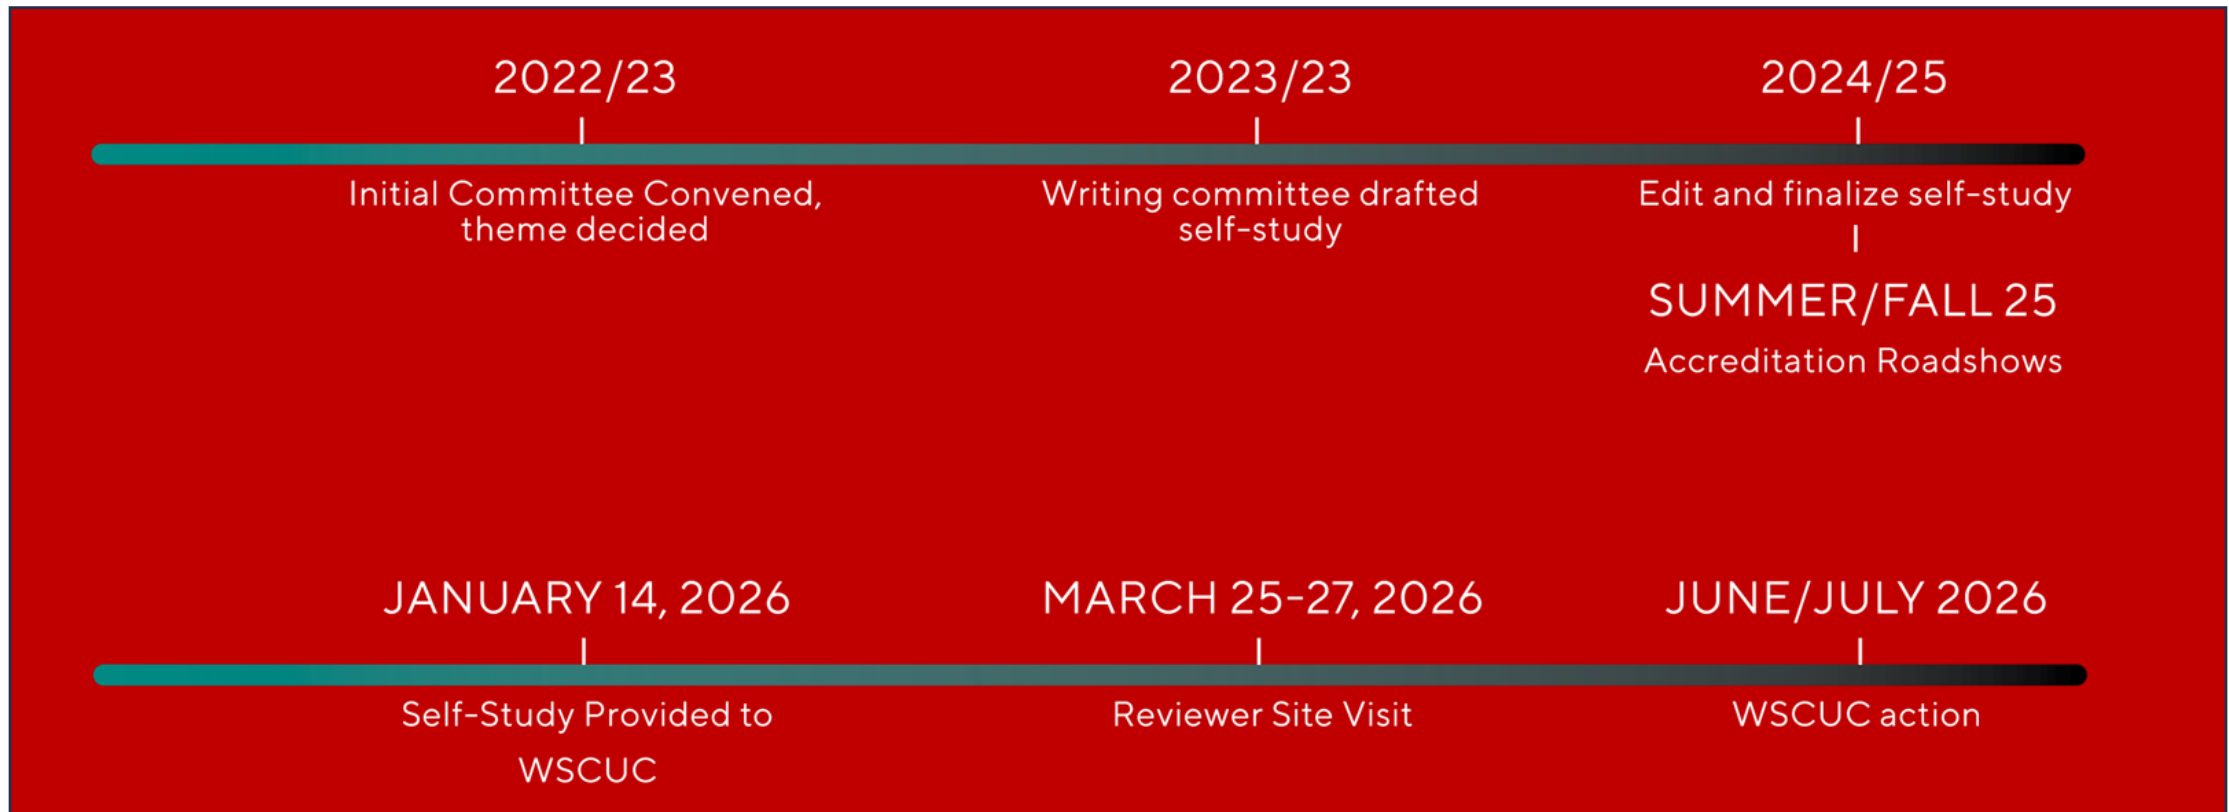 2022/23
Initial Committee Convened,
theme decided
2023/23
Writing committee drafted
self-study
2024/25
Edit and finalize self-study
SUMMER/FALL 25
Accreditation Roadshows
JANUARY 14, 2026
Self-Study Provided to
WSCUC
MARCH 25-27, 2026
Reviewer Site Visit
JUNE/JULY 2026
WSCUC action